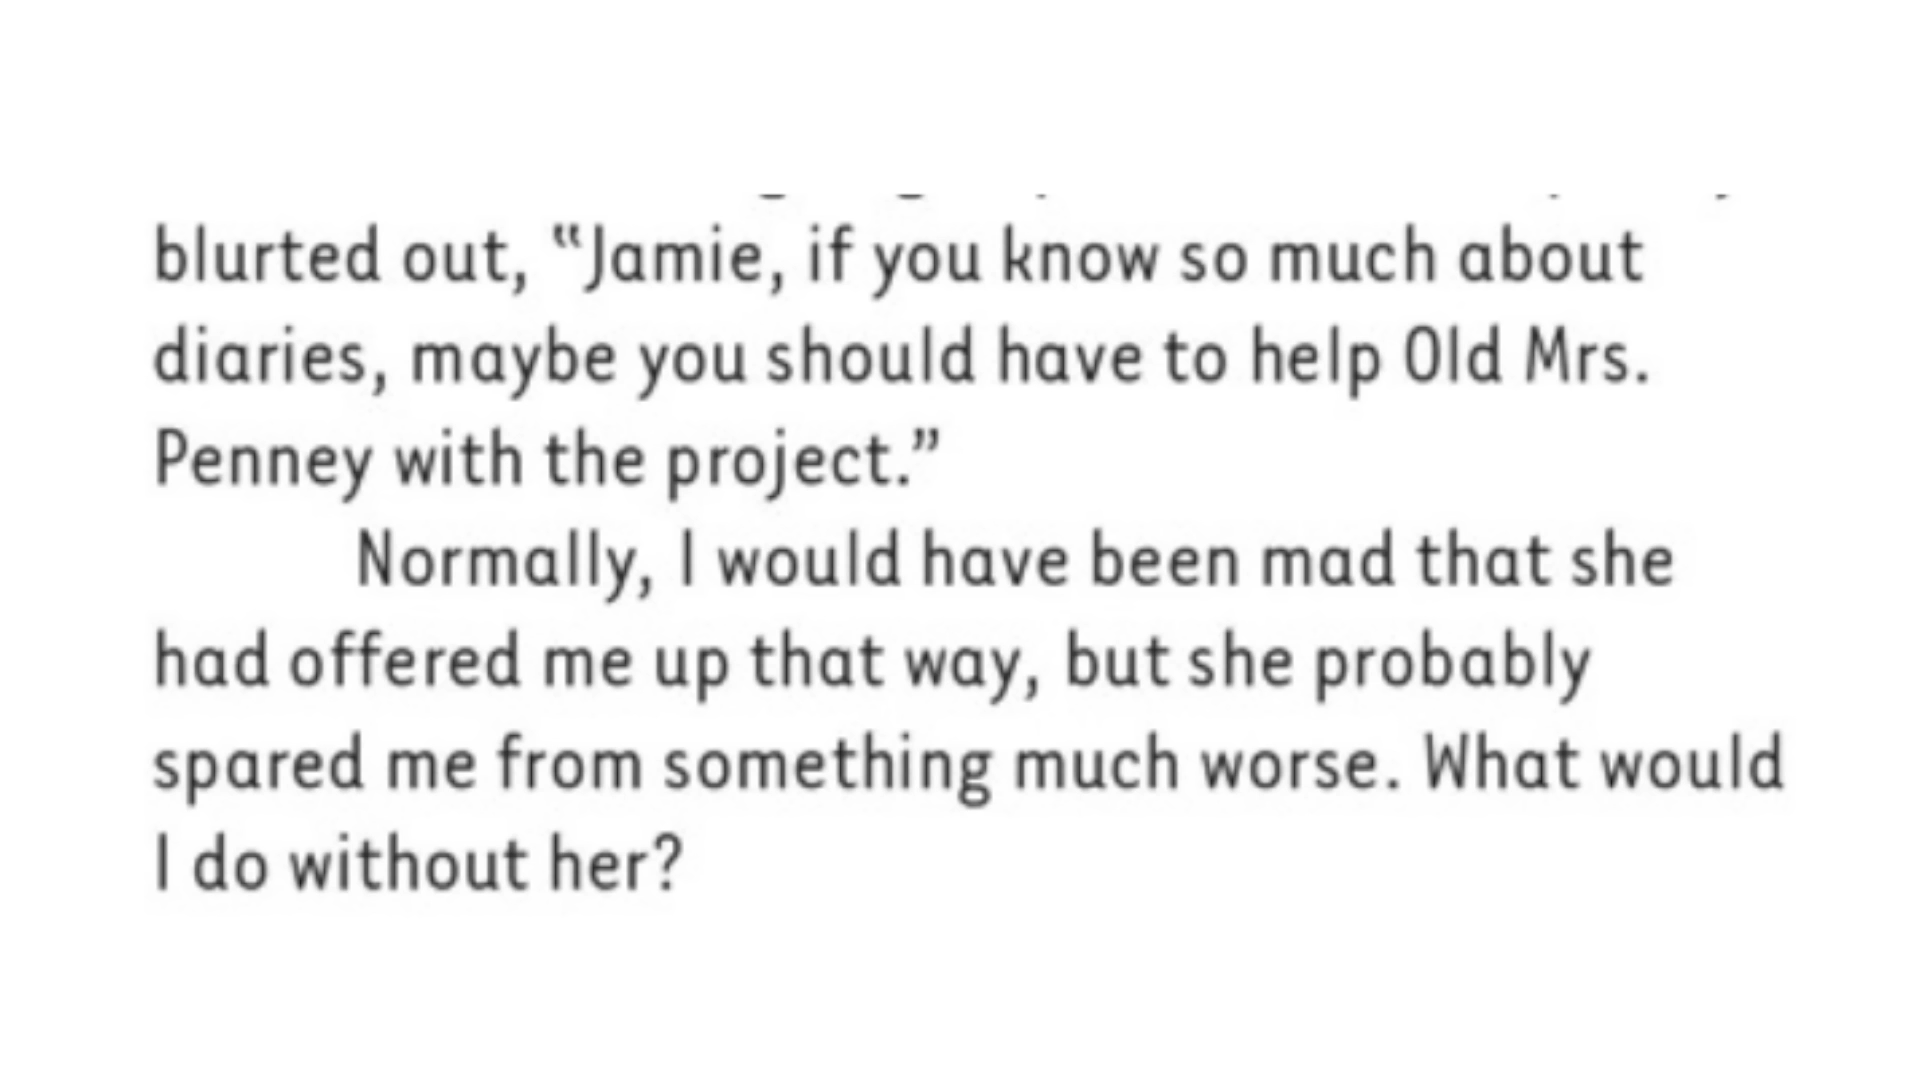 blurted out, “Jamie, if you know so much about
diaries, maybe you should have to help Old Mrs.
Penney with the project.”
Normally, I would have been mad that she
had offered me up that way, but she probably
spared me from something much worse. What would
I do without her?